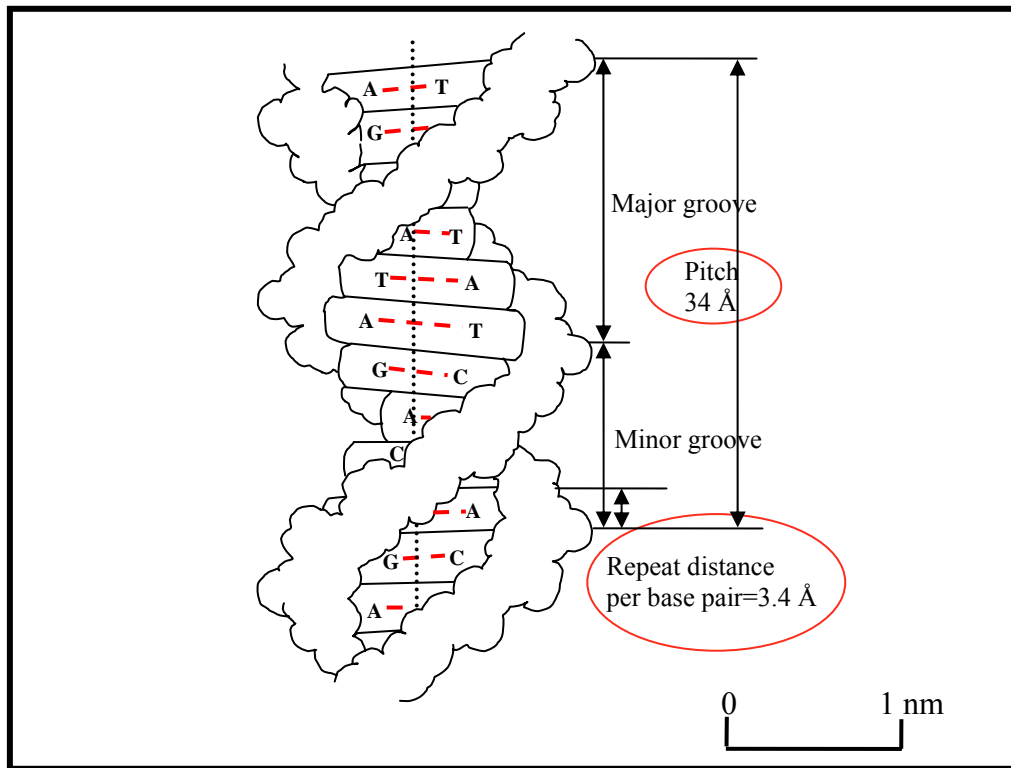 A T
G
A T
T A
A T
G C
A
C
A
G C
A
Major groove
Pitch
34 Å
Minor groove
Repeat distance
per base pair=3.4 Å
0 1 nm